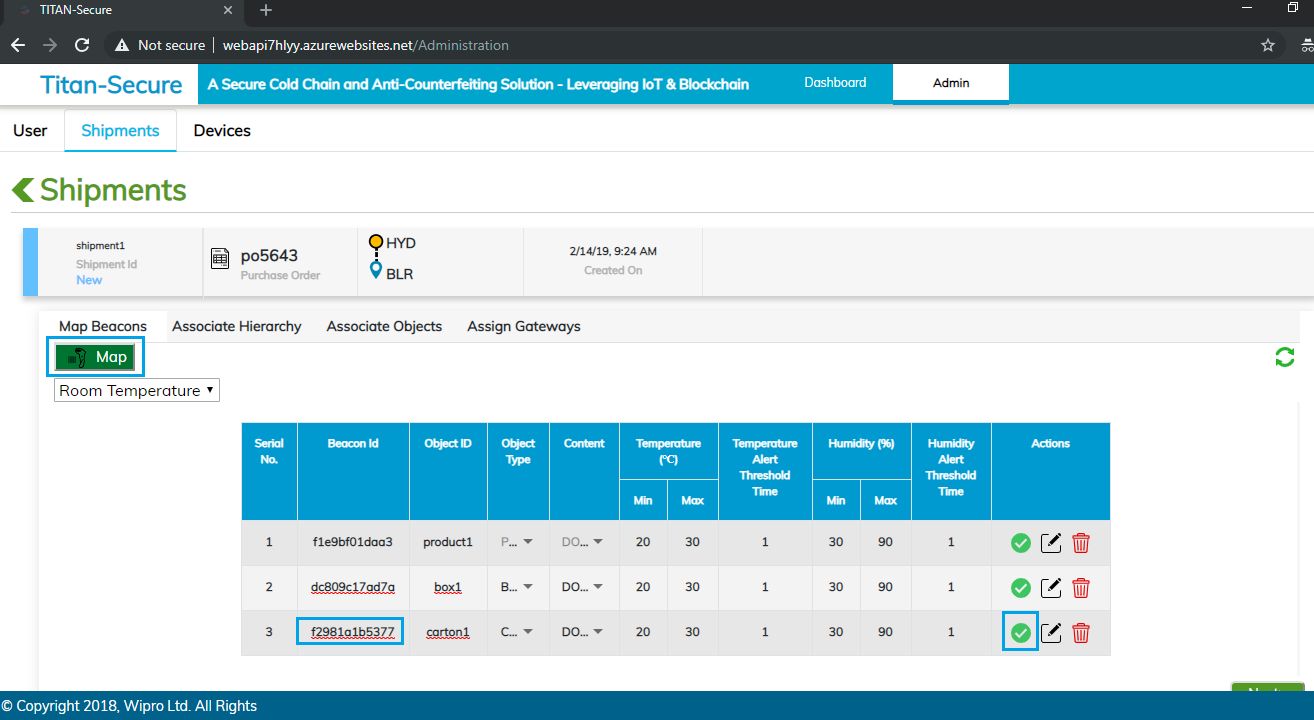 TITAN-Secure
Not secure | webapi7hlyy.azurewebsites.net/Administration
Titan-Secure A Secure Cold Chain and Anti-Counterfeiting Solution - Leveraging IoT & Blockchain Dashboard Admin
User Shipments Devices
Shipments
shipment1
Shipment Id
New
po5643
Purchase Order
HYD
BLR
2/14/19, 9:24 AM
Created On
Map Beacons Associate Hierarchy Associate Objects Assign Gateways
Map
Room Temperature
Serial No. Beacon Id Object ID Object Type Content Temperature (°C) Temperature Alert Threshold Time Humidity (%) Humidity Alert Threshold Time Actions
Min Max Min Max
1 f1e9bf01daa3 product1 P... DO... 20 30 1 30 90 1
2 dc809c17ad7a box1 B... DO... 20 30 1 30 90 1
3 f2981a1b5377 carton1 C... DO... 20 30 1 30 90 1
© Copyright 2018, Wipro Ltd. All Rights